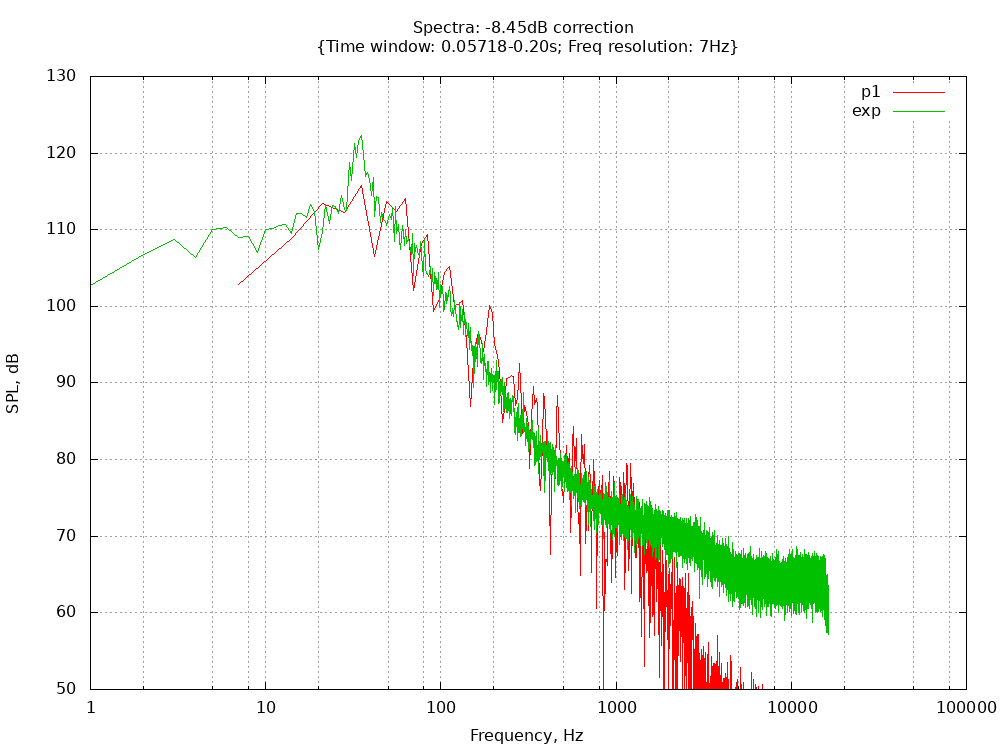 Spectra: -8.45dB correction
{Time window: 0.05718-0.20s; Freq resolution: 7Hz}
130
p1
exp
120
110
100
90
80
70
60
50
SPL, dB
1 10 100 1000 10000 100000
Frequency, Hz